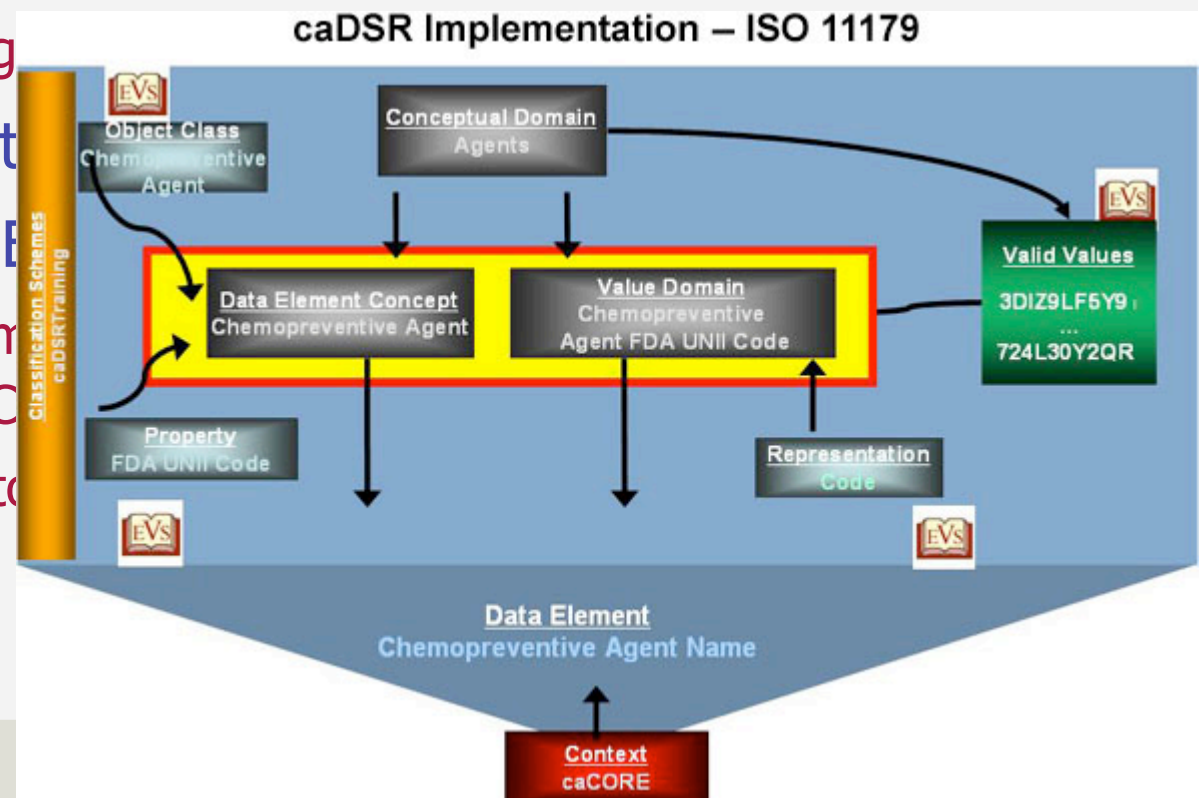 caDSR Implementation – ISO 11179
EVS
Object Class
Chemopreventive
Agent
Conceptual Domain
Agents
EVS
Classification Schemes
caDSRTraining
Data Element Concept
Chemopreventive Agent
Value Domain
Chemopreventive
Agent FDA UNII Code
Valid Values
3DIZ9LF5Y9
...
724L30Y2QR
Property
FDA UNII Code
Representation
Code
EVS
EVS
Data Element
Chemopreventive Agent Name
Context
caCORE